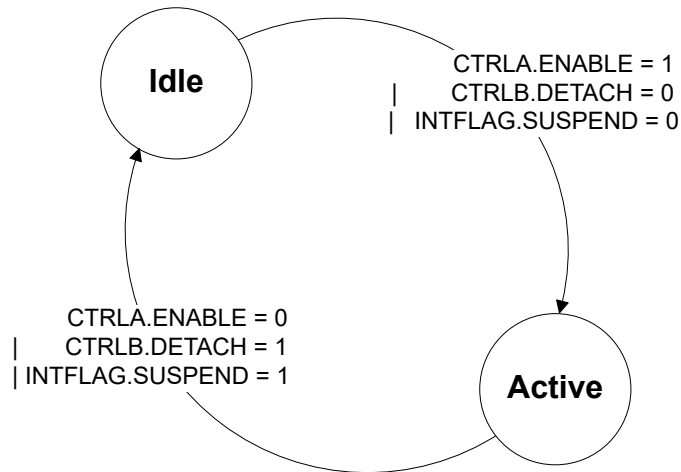 Idle
CTRLA.ENABLE = 1
| CTRLB.DETACH = 0
| INTFLAG.SUSPEND = 0
CTRLA.ENABLE = 0
| CTRLB.DETACH = 1
| INTFLAG.SUSPEND = 1
Active